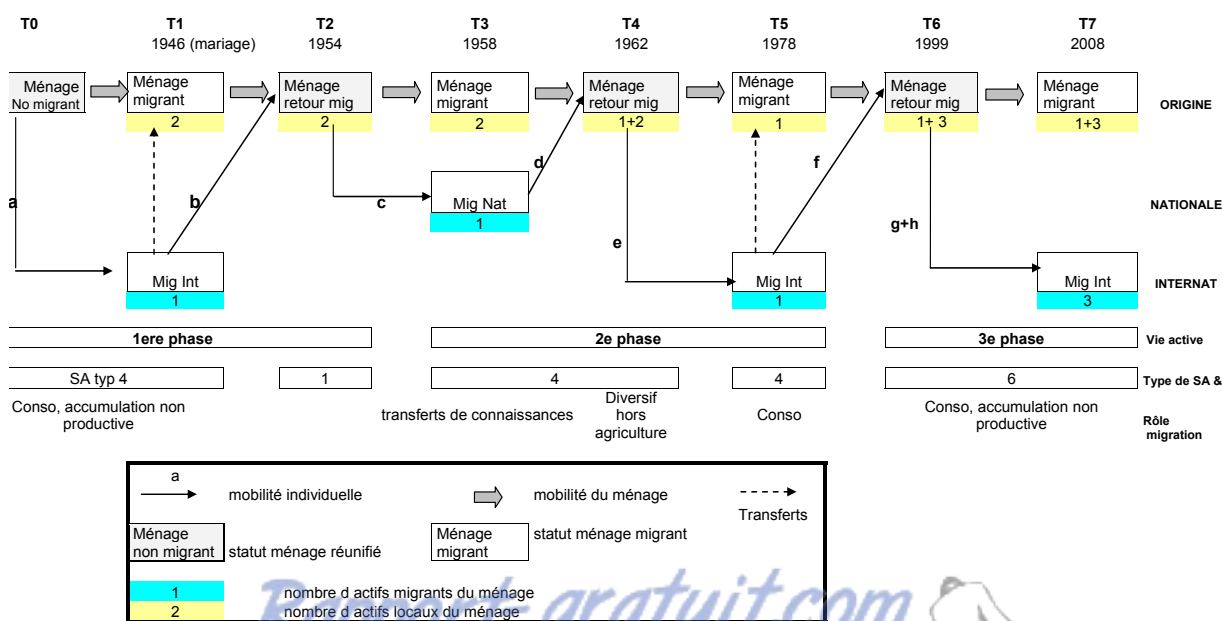 T0 T1 T2 T3 T4 T5 T6 T7
1946 (mariage) 1954 1958 1962 1978 1999 2008
Ménage
No migrant
Ménage
migrant
2
Ménage
retour mig
2
Ménage
migrant
2
Ménage
retour mig
1+2
Ménage
migrant
1
Ménage
retour mig
1+ 3
Ménage
migrant
1+3
ORIGINE
a
b
c
d
e
f
g+h
Mig Nat
1
NATIONALE
Mig Int
1
Mig Int
1
Mig Int
3
INTERNAT
1ere phase 2e phase 3e phase Vie active
SA typ 4 1 4 4 6 Type de SA &
Conso, accumulation non
productive
transferts de connaissances
Diversif
hors
agriculture
Conso
Conso, accumulation non
productive
Rôle
migration
a
mobilité individuelle
mobilité du ménage
Transferts
Ménage
non migrant
statut ménage réunifié
Ménage
migrant
statut ménage migrant
1 nombre d actifs migrants du ménage
2 nombre d actifs locaux du ménage
Rapport-gratuit.com